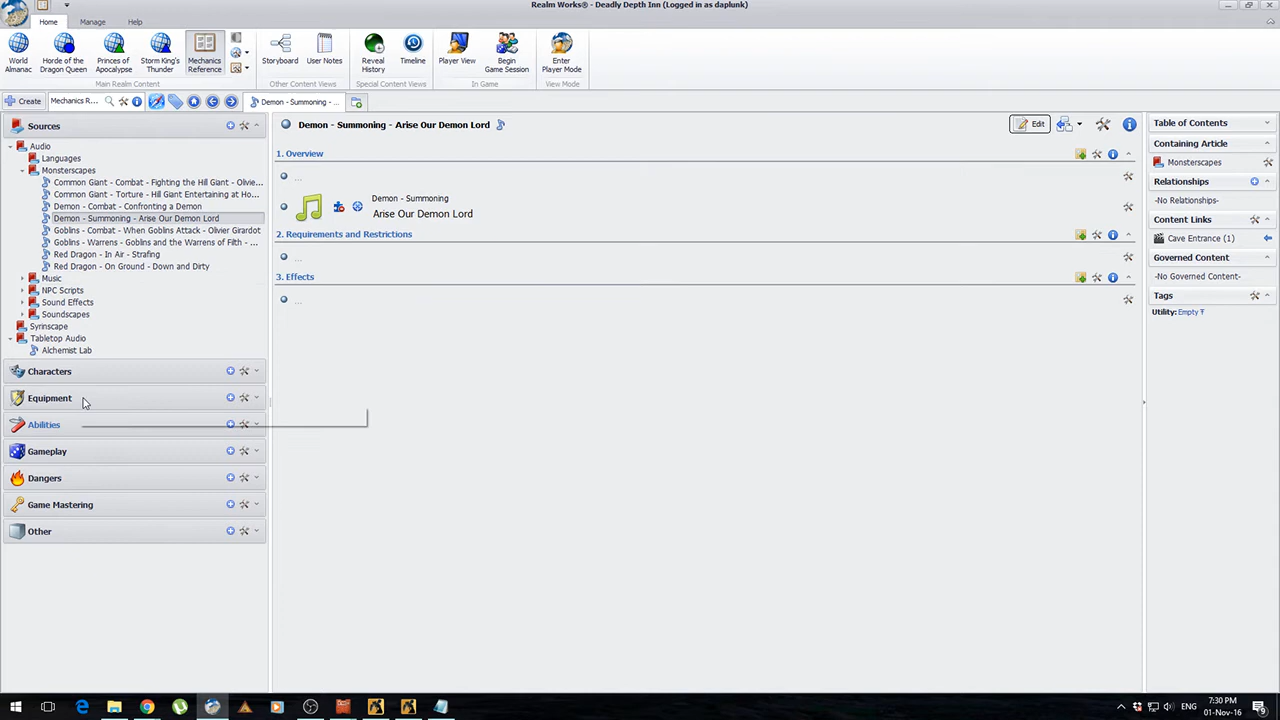 Realm Works® - Deadly Depth Inn (Logged in as daplunk)
Home Manage Help
World Almanac
Horde of the Dragon Queen
Princes of Apocalypse
Storm King's Thunder
Mechanics Reference
Storyboard
User Notes
Reveal History
Timeline
Player View
Begin Game Session
Enter Player Mode
Main Realm Content
Other Content Views
Special Content Views
In Game
View Mode
Create
Mechanics R...
Demon - Summoning - ...
Sources
Audio
Languages
Monsterscapes
Common Giant - Combat - Fighting the Hill Giant - Olivie...
Common Giant - Torture - Hill Giant Entertaining at Ho...
Demon - Combat - Confronting a Demon
Demon - Summoning - Arise Our Demon Lord
Goblins - Combat - When Goblins Attack - Olivier Girardot
Goblins - Warrens - Goblins and the Warrens of Filth - ...
Red Dragon - In Air - Strafing
Red Dragon - On Ground - Down and Dirty
Music
NPC Scripts
Sound Effects
Soundscapes
Syrinscape
Tabletop Audio
Alchemist Lab
Characters
Equipment
Abilities
Gameplay
Dangers
Game Mastering
Other
Demon - Summoning - Arise Our Demon Lord
Edit
1. Overview
...
Demon - Summoning
Arise Our Demon Lord
2. Requirements and Restrictions
...
3. Effects
...
Table of Contents
Containing Article
Monsterscapes
Relationships
-No Relationships-
Content Links
Cave Entrance (1)
Governed Content
-No Governed Content-
Tags
Utility: Empty
ENG
7:30 PM
01-Nov-16